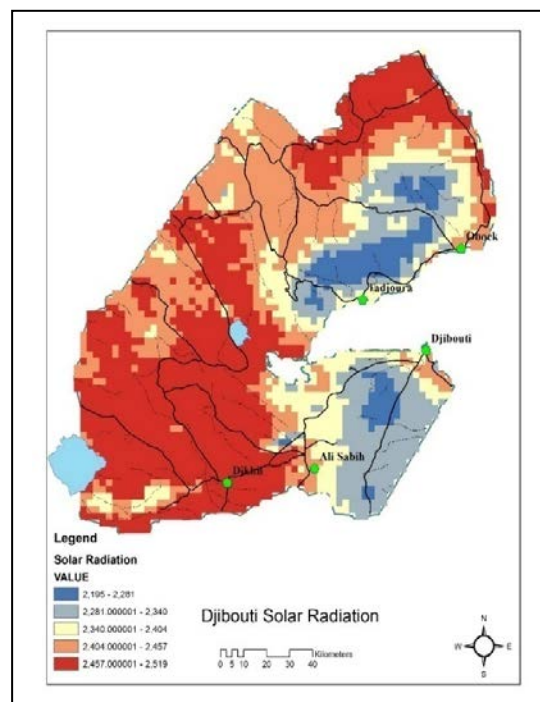 Obock
Tadjoura
Djibouti
Ali Sabih
Dikhil
Legend
Solar Radiation
VALUE
2,195 - 2,281
2,281.000001 - 2,340
2,340.000001 - 2,404
2,404.000001 - 2,457
2,457.000001 - 2,519
Djibouti Solar Radiation
0 5 10 20 30 40
Kilometers
N
W E
S